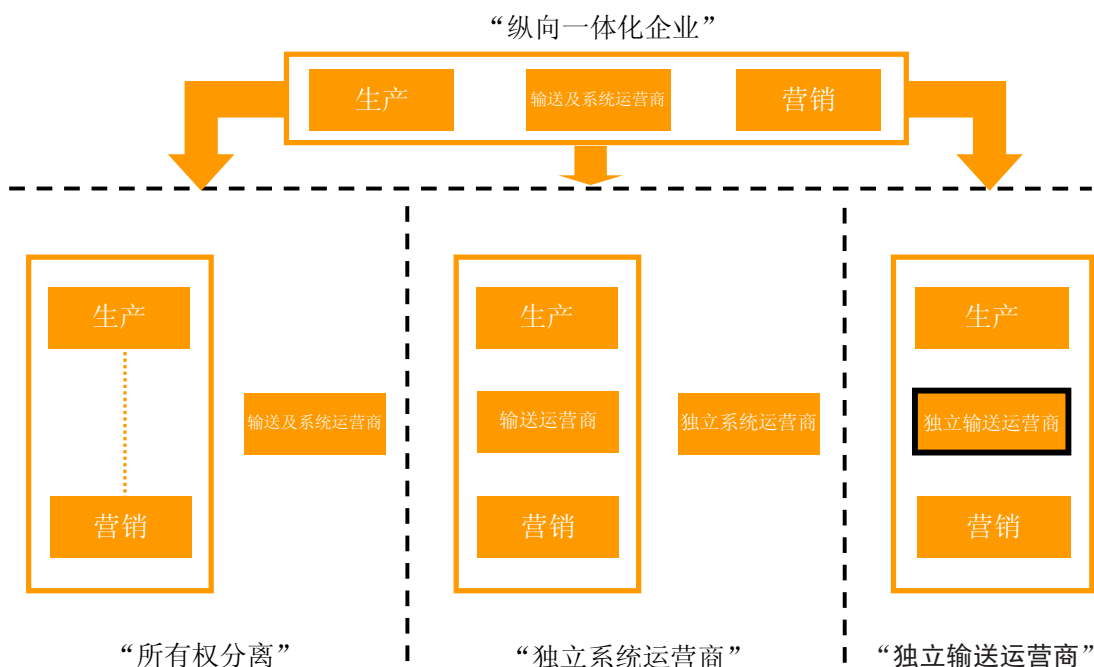 “纵向一体化企业”
生产
输送及系统运营商
营销
生产
输送及系统运营商
营销
“所有权分离”
生产
输送运营商
独立系统运营商
营销
“独立系统运营商”
生产
独立输送运营商
营销
“独立输送运营商”